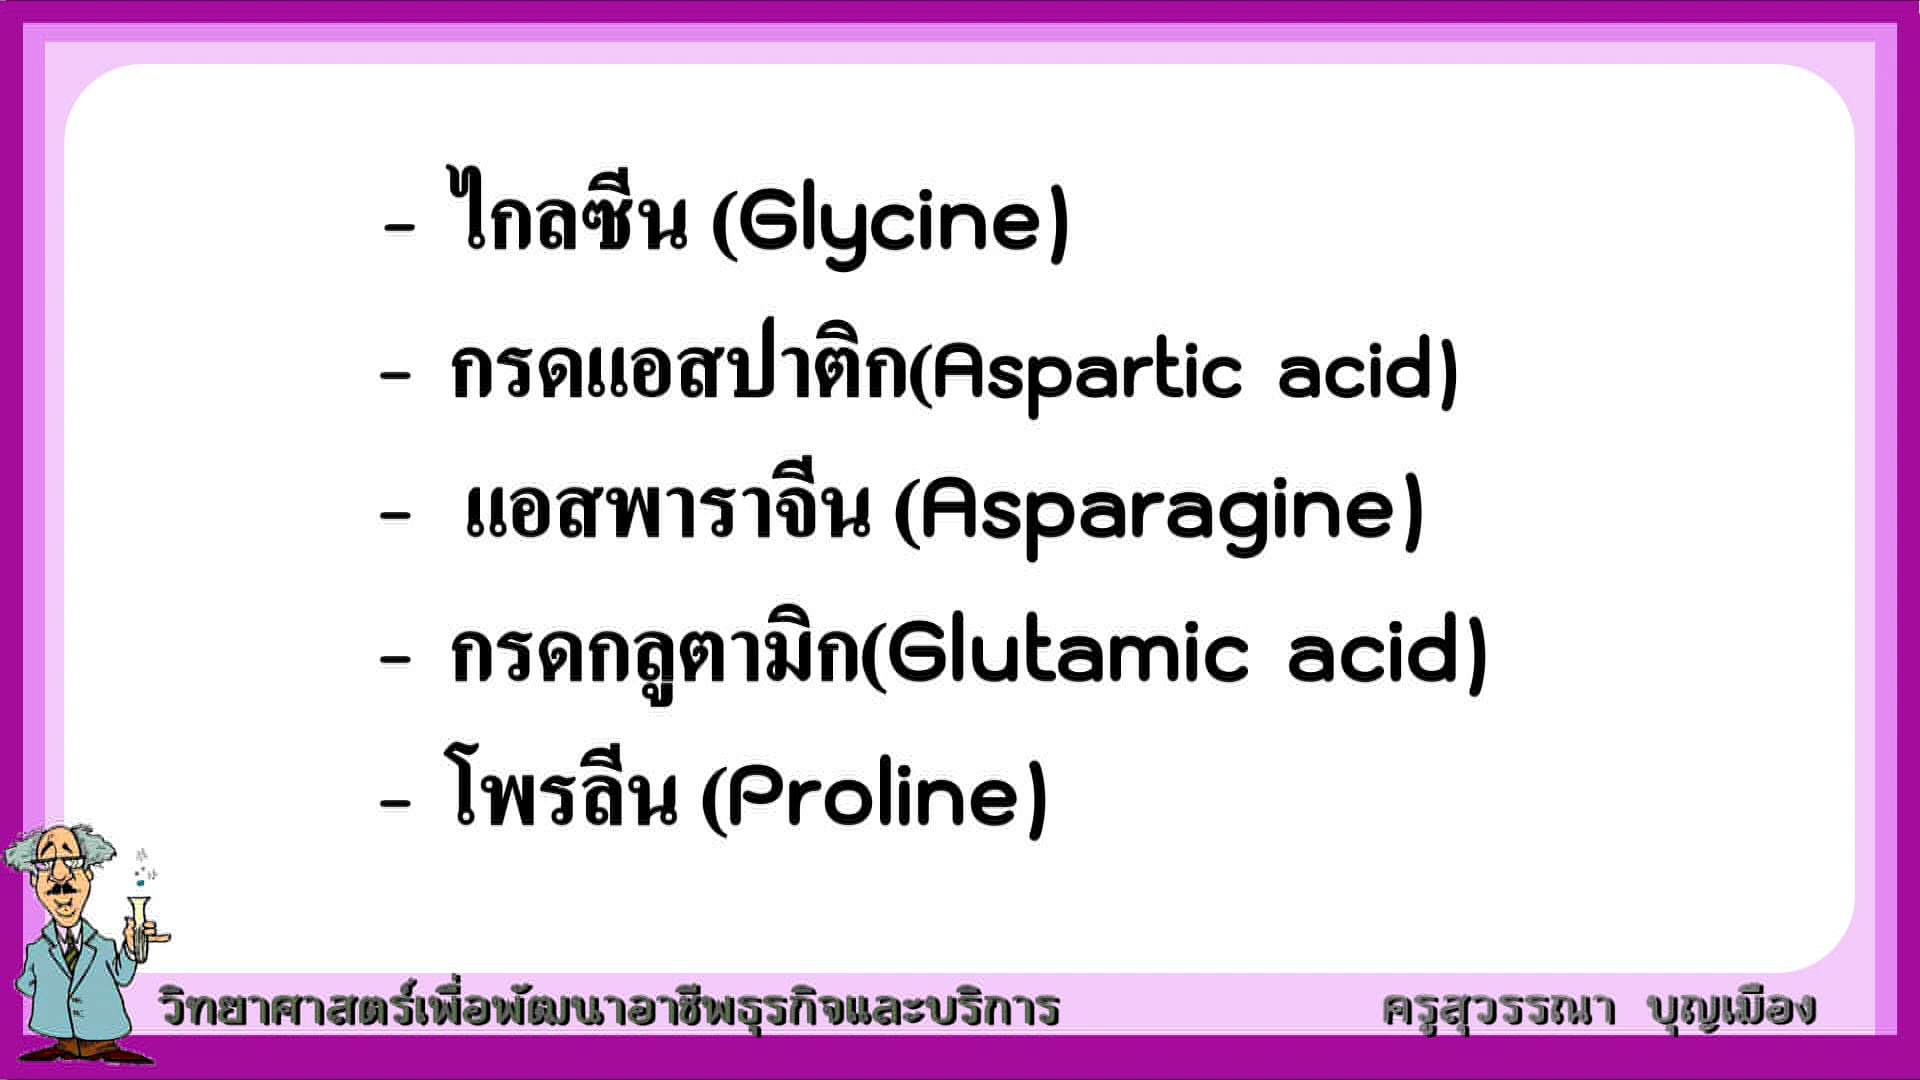 - ไกลซีน (Glycine)
- กรดแอสปาติก(Aspartic acid)
- แอสพาราจีน (Asparagine)
- กรดกลูตามิก(Glutamic acid)
- โพรลีน (Proline)
วิทยาศาสตร์เพื่อพัฒนาอาชีพธุรกิจและบริการ ครูสุวรรณา บุญเมือง